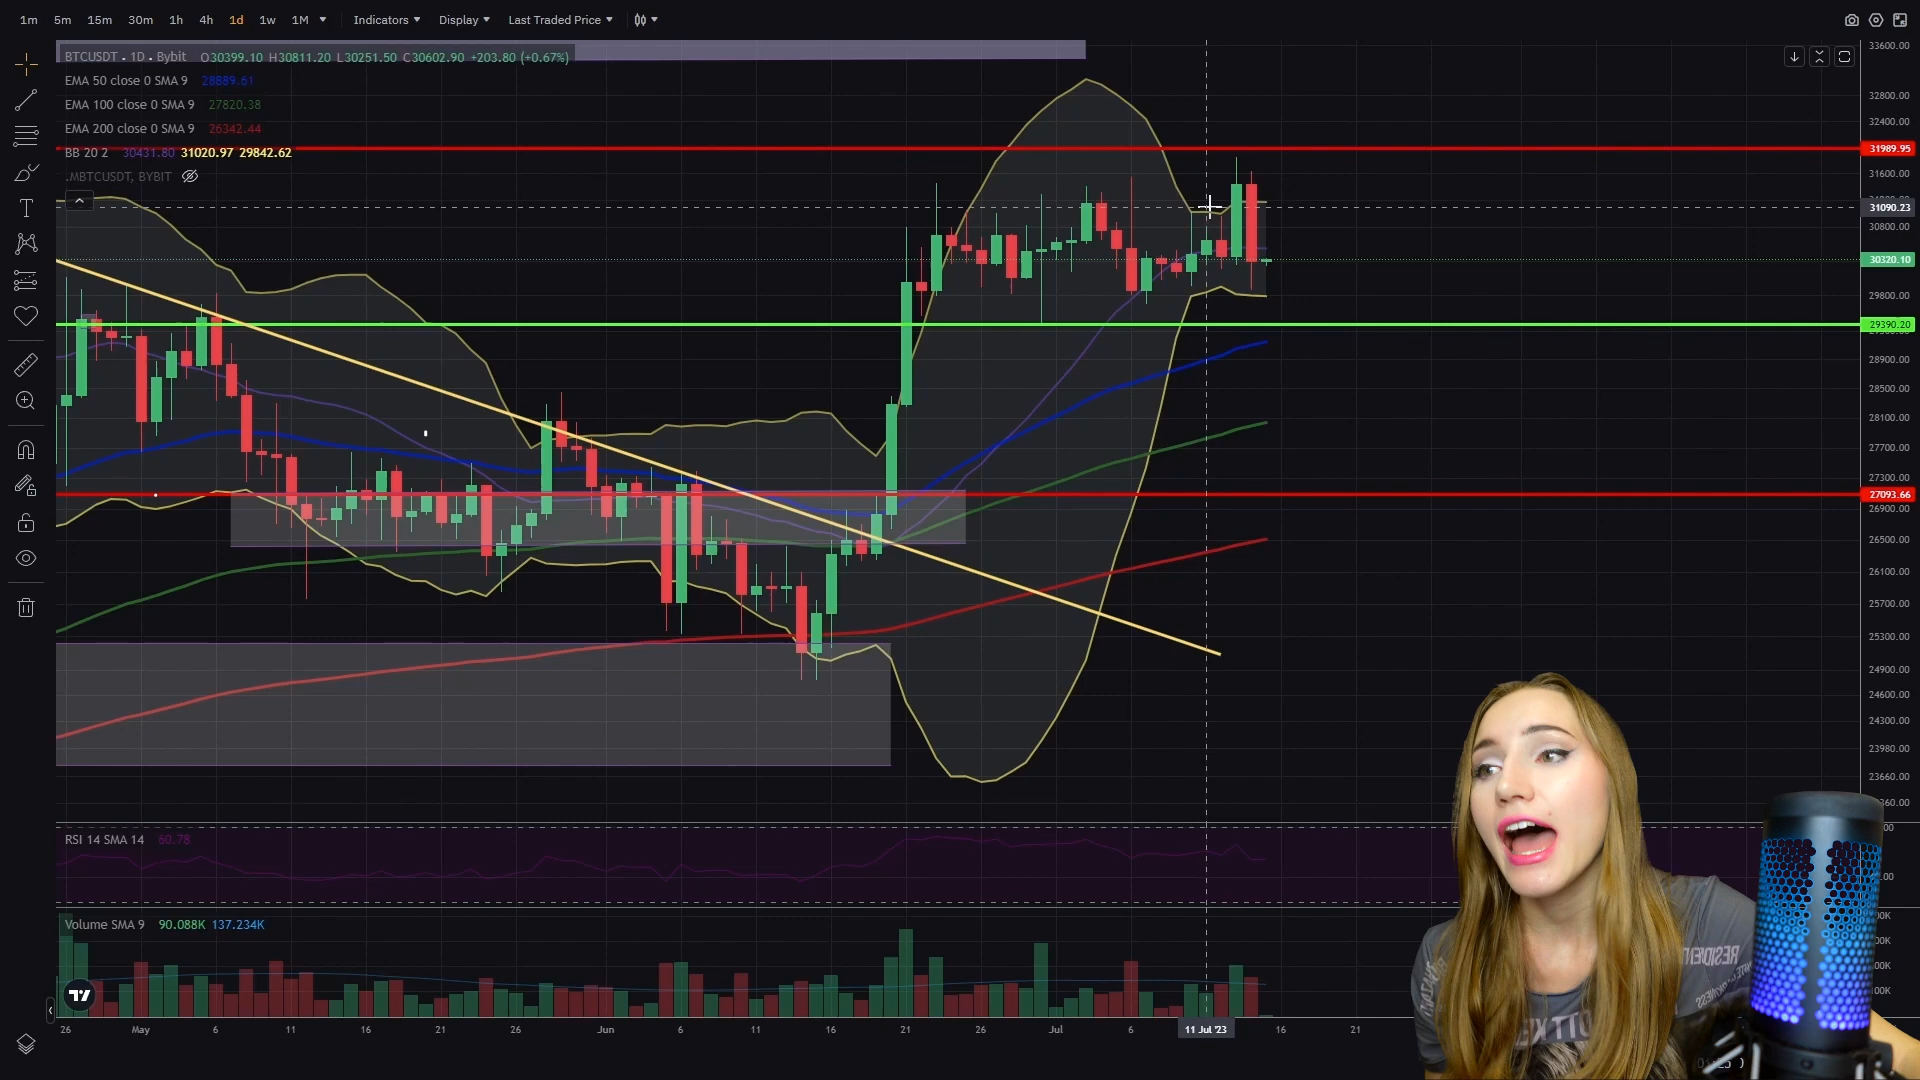 1m 5m 15m 30m 1h 4h 1d 1w 1M Indicators Display Last Traded Price
BTCUSDT · 1D · Bybit O30399.10 H30811.20 L30251.50 C30602.90 +203.80 (+0.67%)
EMA 50 close 0 SMA 9 28889.61
EMA 100 close 0 SMA 9 27820.38
EMA 200 close 0 SMA 9 26342.44
BB 20 2 30431.80 31020.97 29842.62
.MBTCUSDT, BYBIT
33600.00
32800.00
32400.00
31989.95
31600.00
31090.23
30800.00
30320.10
29800.00
29390.20
28900.00
28500.00
28100.00
27700.00
27300.00
27093.66
26900.00
26500.00
26100.00
25700.00
25300.00
24900.00
24600.00
24300.00
23980.00
23660.00
RSI 14 SMA 14 60.78
Volume SMA 9 90.088K 137.234K
26 May 6 11 16 21 26 Jun 6 11 16 21 26 Jul 6 11 Jul '23 16 21